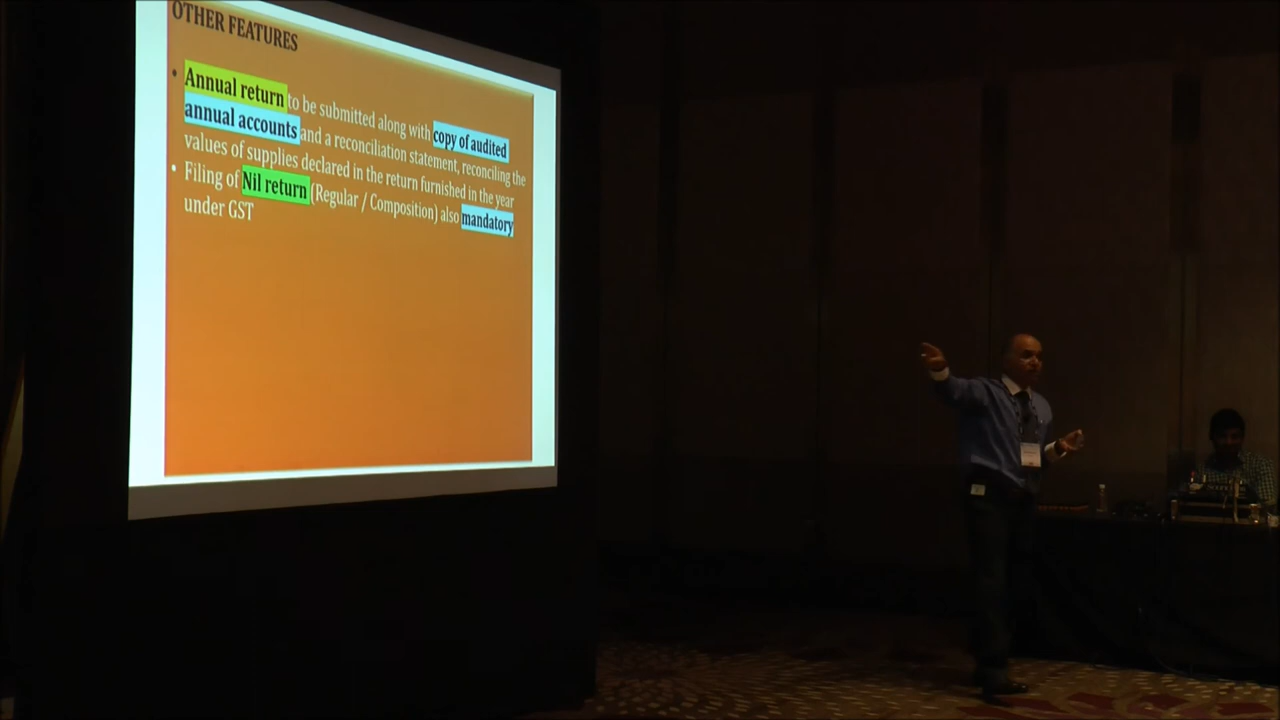 OTHER FEATURES
• Annual return to be submitted along with copy of audited
annual accounts and a reconciliation statement, reconciling the
values of supplies declared in the return furnished in the year
• Filing of Nil return (Regular / Composition) also mandatory
under GST